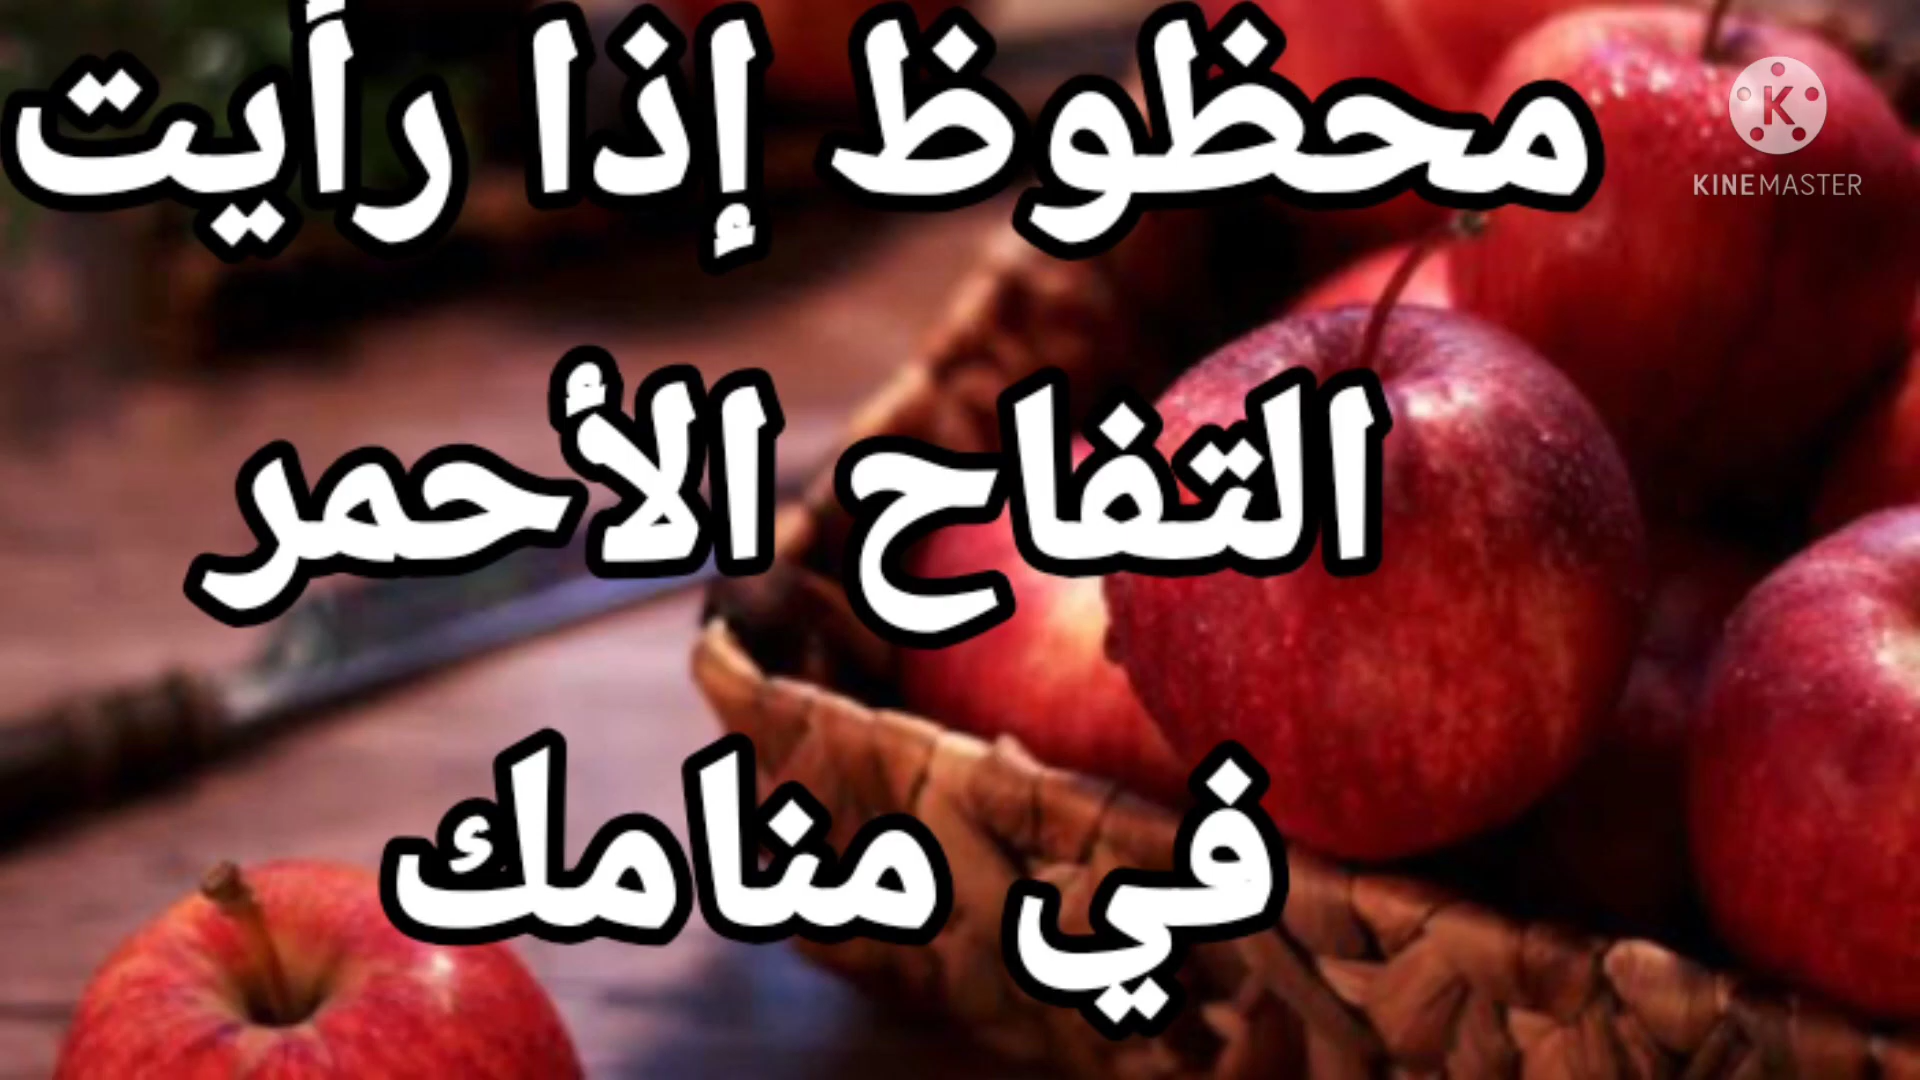 محظوظ إذا رأيت
التفاح الأحمر
في منامك
K
KINEMASTER